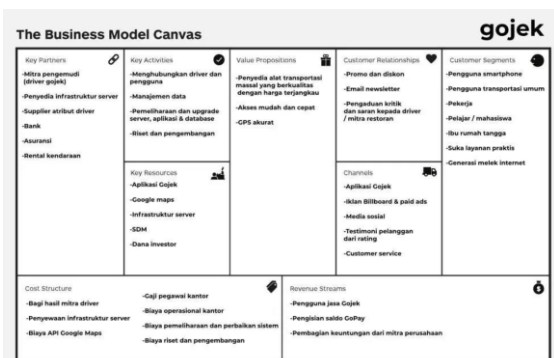 The Business Model Canvas
gojek
Key Partners
-Mitra pengemudi
(driver gojek)
-Penyedia infrastruktur server
-Supplier atribut driver
-Bank
-Asuransi
-Rental kendaraan
Key Activities
-Menghubungkan driver dan
pengguna
-Manajemen data
-Pemeliharaan dan upgrade
server, aplikasi & database
-Riset dan pengembangan
Key Resources
-Aplikasi Gojek
-Google maps
-Infrastruktur server
-SDM
-Dana investor
Value Propositions
-Penyedia alat transportasi
massal yang berkualitas
dengan harga terjangkau
-Akses mudah dan cepat
-GPS akurat
Customer Relationships
-Promo dan diskon
-Email newsletter
-Pengaduan kritik
dan saran kepada driver
/ mitra restoran
Channels
-Aplikasi Gojek
-Iklan Billboard & paid ads
-Media sosial
-Testimoni pelanggan
dari rating
-Customer service
Customer Segments
-Pengguna smartphone
-Pengguna transportasi umum
-Pekerja
-Pelajar / mahasiswa
-Ibu rumah tangga
-Suka layanan praktis
-Generasi melek internet
Cost Structure
-Bagi hasil mitra driver
-Penyewaan infrastruktur server
-Biaya API Google Maps
-Gaji pegawai kantor
-Biaya operasional kantor
-Biaya pemeliharaan dan perbaikan sistem
-Biaya riset dan pengembangan
Revenue Streams
-Pengguna jasa Gojek
-Pengisian saldo GoPay
-Pembagian keuntungan dari mitra perusahaan